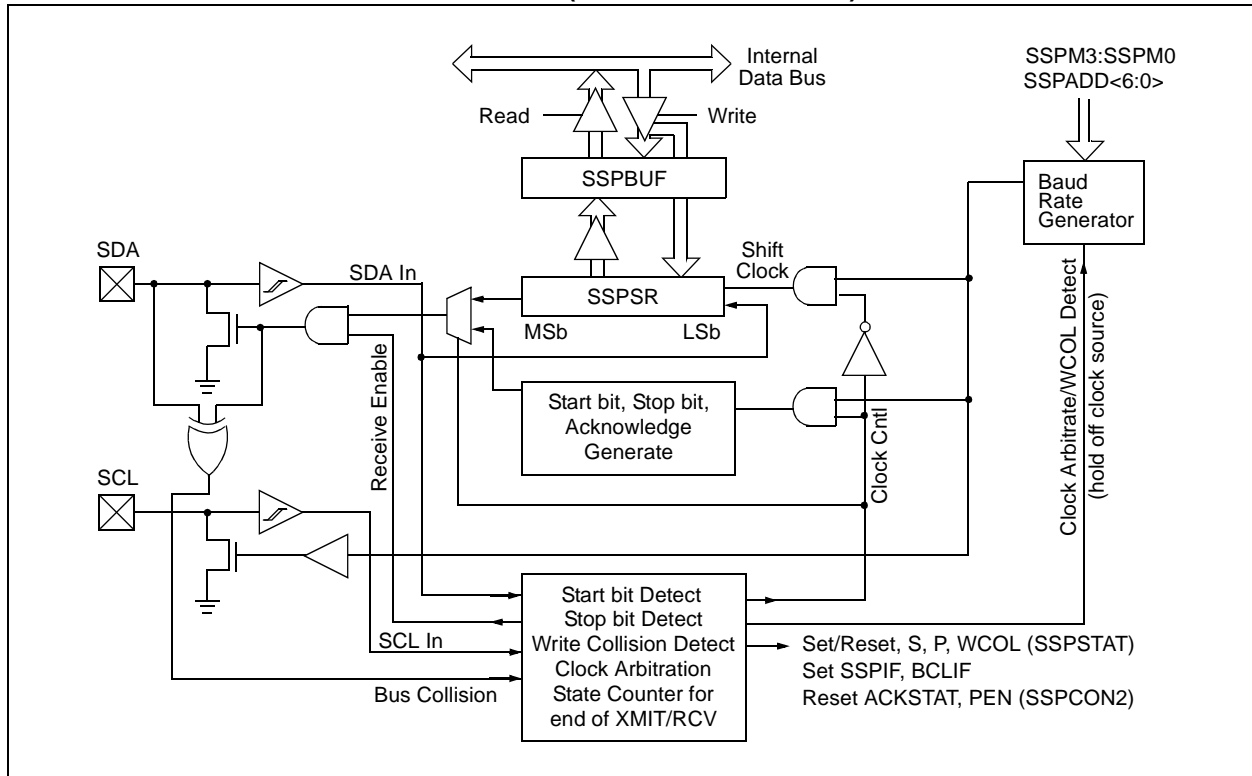 Internal
Data Bus
SSPM3:SSPM0
SSPADD<6:0>
Read
Write
SSPBUF
Baud
Rate
Generator
SDA
SDA In
Shift
Clock
SSPSR
MSb
LSb
Receive Enable
Start bit, Stop bit,
Acknowledge
Generate
Clock Cntl
Clock Arbitrate/WCOL Detect
(hold off clock source)
SCL
SCL In
Bus Collision
Start bit Detect
Stop bit Detect
Write Collision Detect
Clock Arbitration
State Counter for
end of XMIT/RCV
Set/Reset, S, P, WCOL (SSPSTAT)
Set SSPIF, BCLIF
Reset ACKSTAT, PEN (SSPCON2)